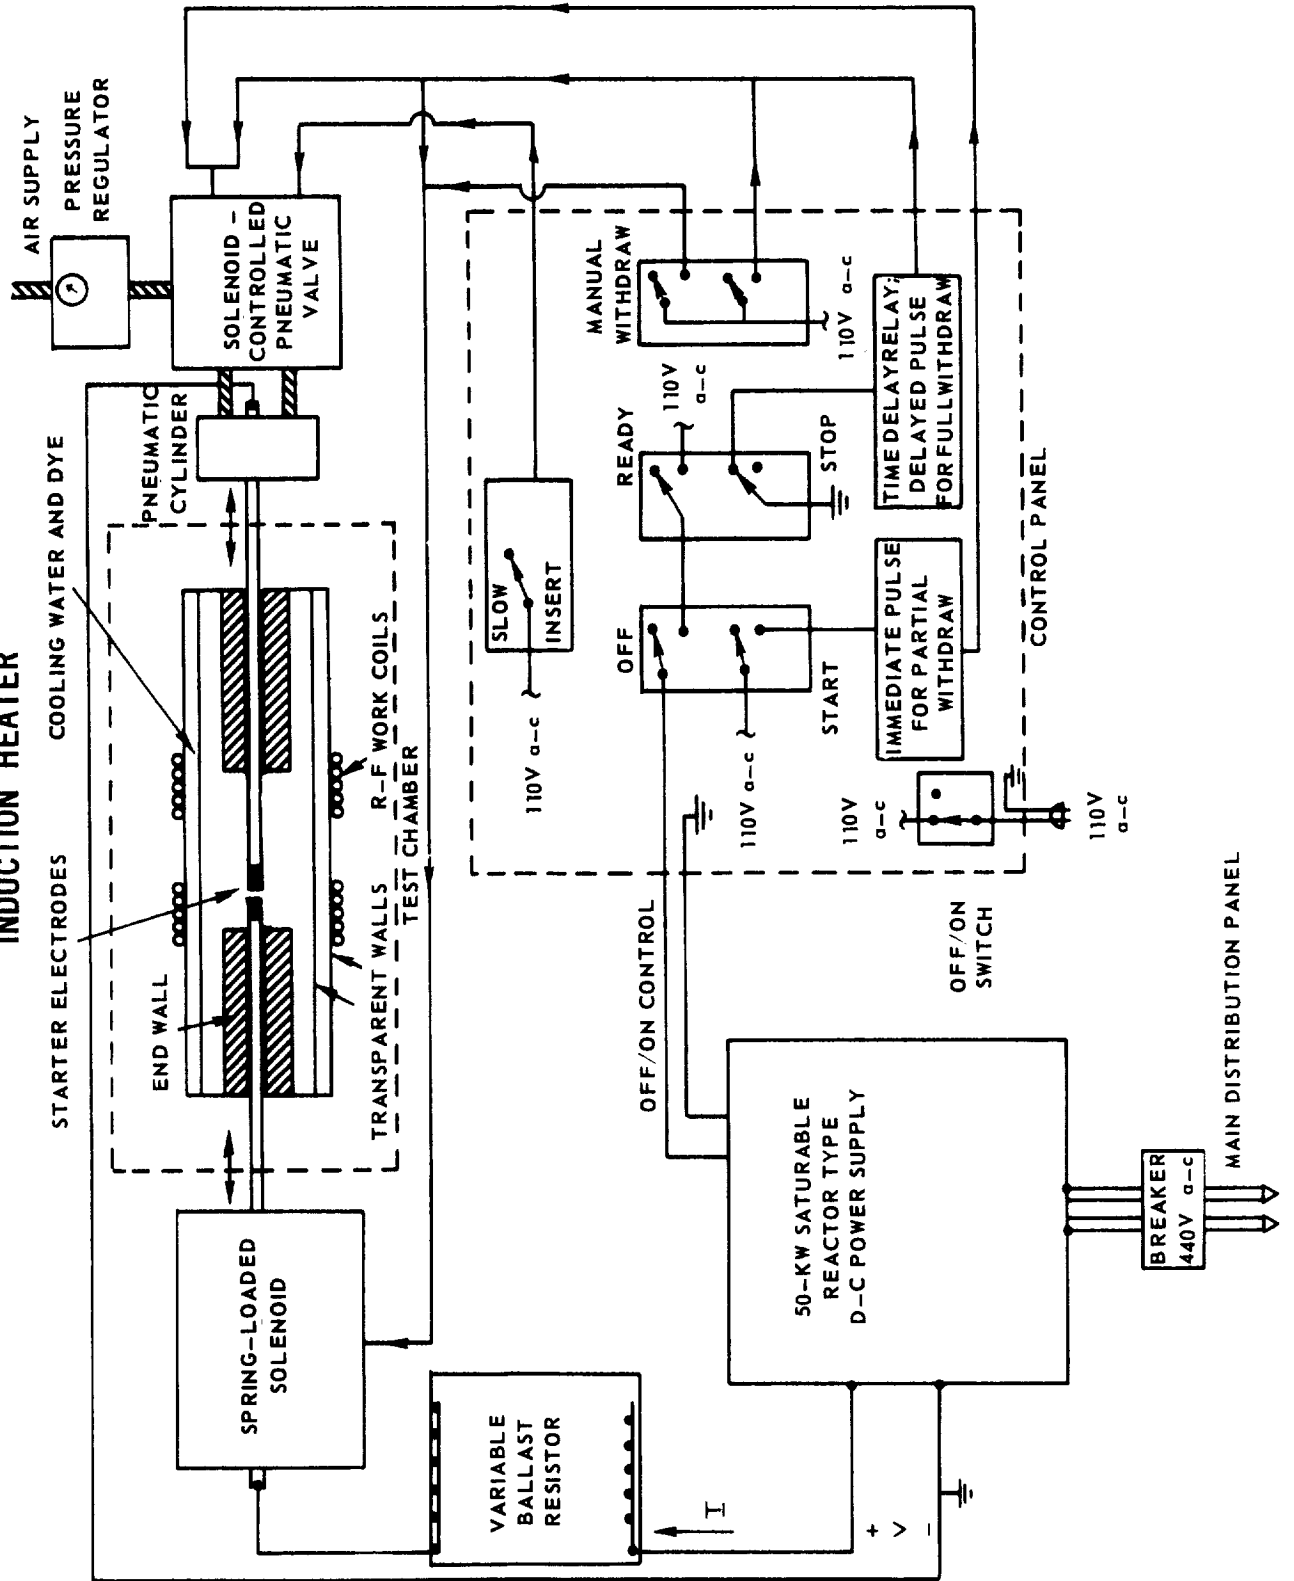 INDUCTION HEATER
AIR SUPPLY
PRESSURE
REGULATOR
SOLENOID –
CONTROLLED
PNEUMATIC
VALVE
PNEUMATIC
CYLINDER
COOLING WATER AND DYE
STARTER ELECTRODES
END WALL
R–F WORK COILS
TRANSPARENT WALLS
TEST CHAMBER
SPRING–LOADED
SOLENOID
VARIABLE
BALLAST
RESISTOR
I
+
V
–
50–KW SATURABLE
REACTOR TYPE
D–C POWER SUPPLY
BREAKER
440V a–c
MAIN DISTRIBUTION PANEL
OFF/ON CONTROL
OFF/ON
SWITCH
110V
a–c
110V
a–c
SLOW
INSERT
110V a–c
OFF
START
110V a–c
READY
STOP
110V
a–c
MANUAL
WITHDRAW
110V a–c
IMMEDIATE PULSE
FOR PARTIAL
WITHDRAW
TIME DELAY RELAY;
DELAYED PULSE
FOR FULL WITHDRAW
CONTROL PANEL